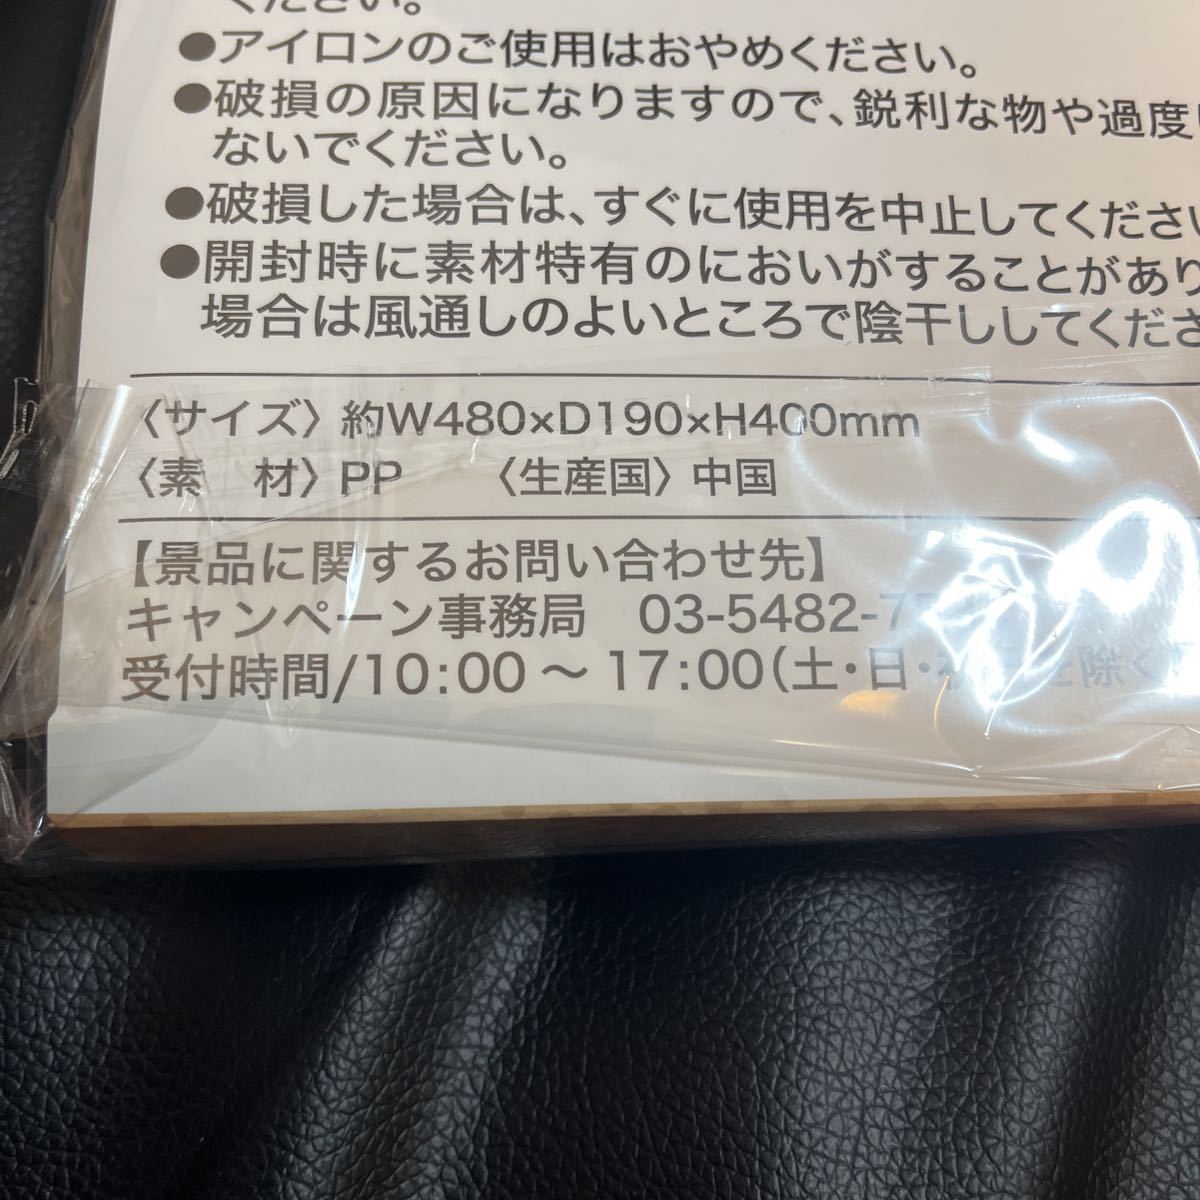 ください。
●アイロンのご使用はおやめください。
●破損の原因になりますので、鋭利な物や過度
ないでください。
●破損した場合は、すぐに使用を中止してください
●開封時に素材特有のにおいがすることがあり
場合は風通しのよいところで陰干ししてくださ
〈サイズ〉約W480×D190×H400mm
〈素　材〉PP　〈生産国〉中国
【景品に関するお問い合わせ先】
キャンペーン事務局　03-5482-7
受付時間/10:00～17:00(土・日・
除く